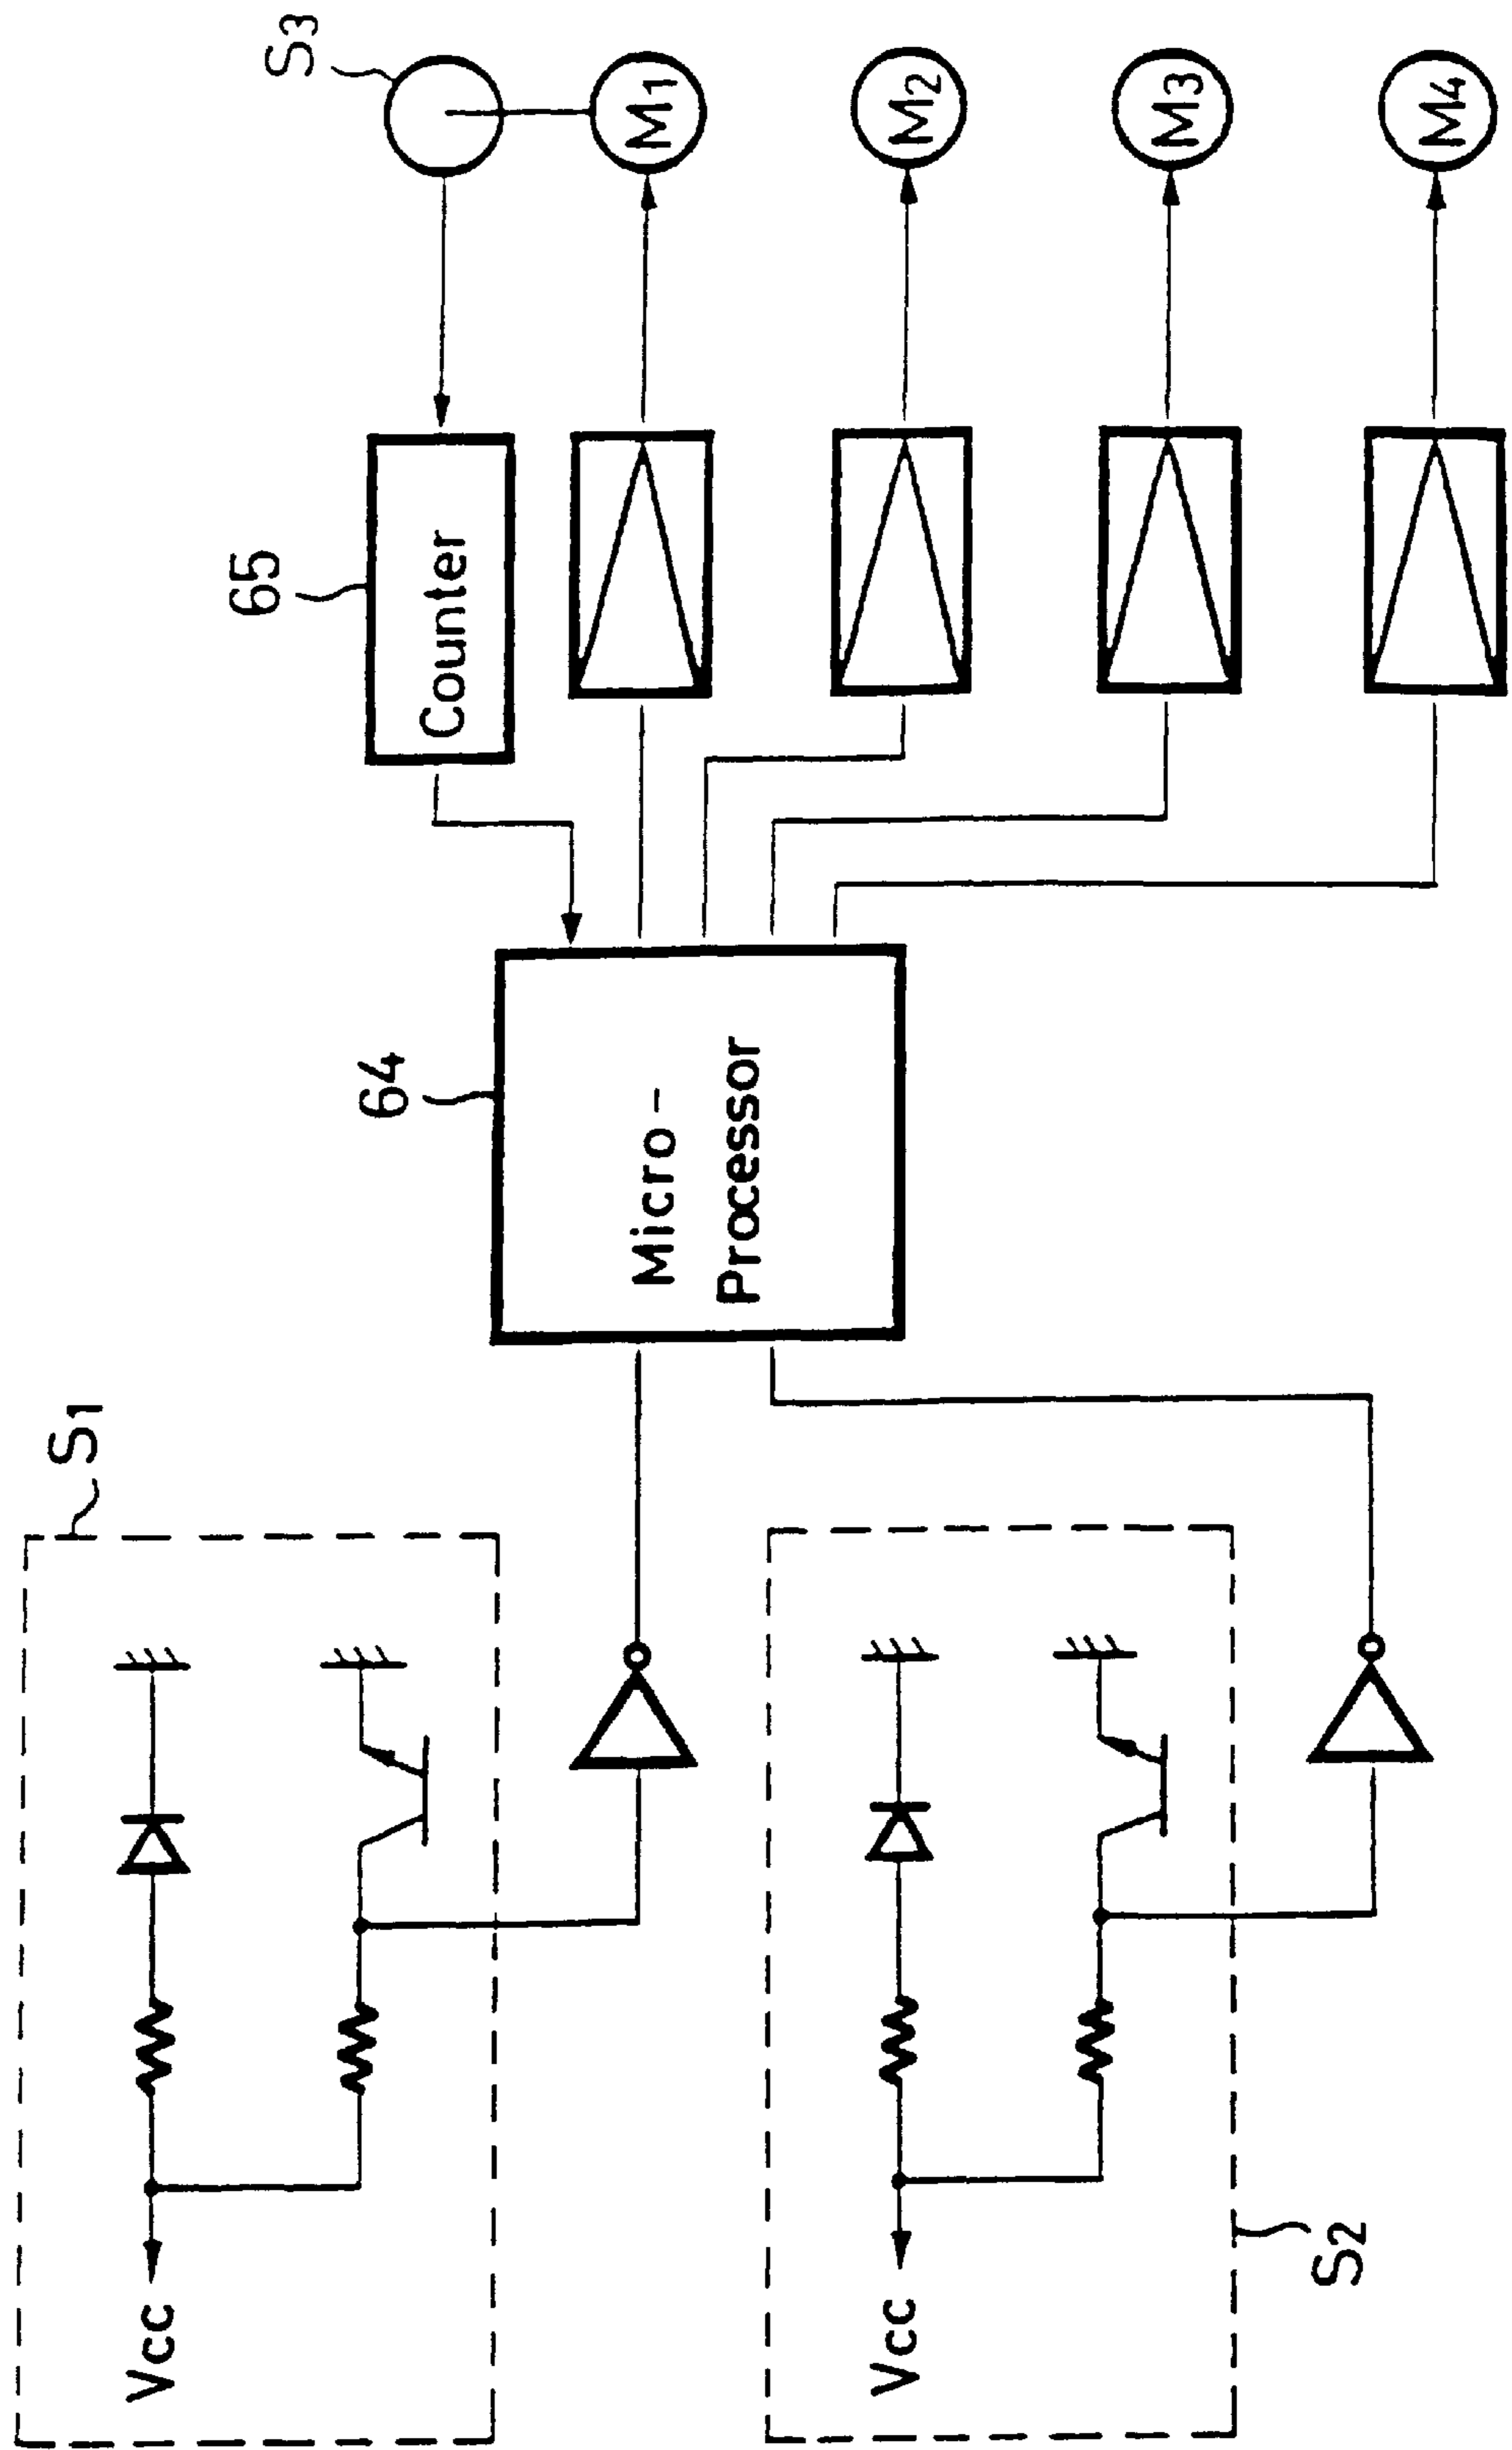 S1
Vcc
Vcc
S2
64
Micro-
Processor
65
Counter
S3
M1
M2
M3
M4